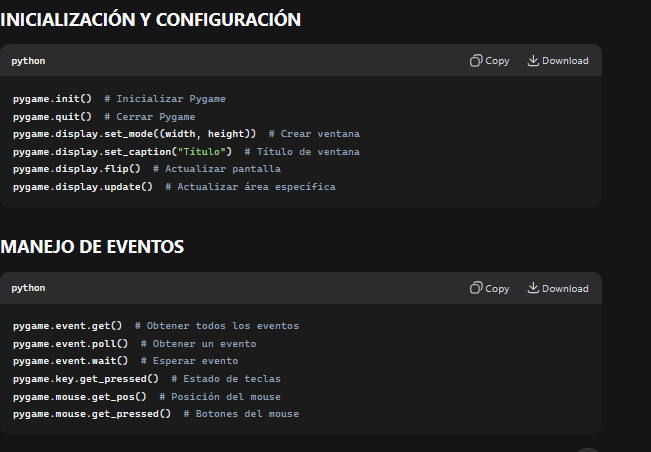 INICIALIZACIÓN Y CONFIGURACIÓN
python Copy Download
pygame.init()  # Inicializar Pygame
pygame.quit()  # Cerrar Pygame
pygame.display.set_mode((width, height))  # Crear ventana
pygame.display.set_caption("Título")  # Título de ventana
pygame.display.flip()  # Actualizar pantalla
pygame.display.update()  # Actualizar área específica
MANEJO DE EVENTOS
python Copy Download
pygame.event.get()  # Obtener todos los eventos
pygame.event.poll()  # Obtener un evento
pygame.event.wait()  # Esperar evento
pygame.key.get_pressed()  # Estado de teclas
pygame.mouse.get_pos()  # Posición del mouse
pygame.mouse.get_pressed()  # Botones del mouse